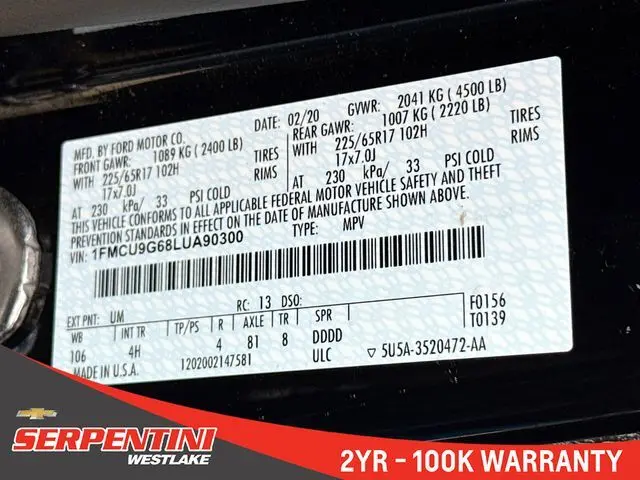 MFD. BY FORD MOTOR CO. DATE: 02/20 GVWR: 2041 KG ( 4500 LB)
FRONT GAWR: 1089 KG ( 2400 LB) REAR GAWR: 1007 KG ( 2220 LB)
WITH 225/65R17 102H TIRES WITH 225/65R17 102H TIRES
17x7.0J RIMS 17x7.0J RIMS
AT 230 kPa/ 33 PSI COLD AT 230 kPa/ 33 PSI COLD
THIS VEHICLE CONFORMS TO ALL APPLICABLE FEDERAL MOTOR VEHICLE SAFETY AND THEFT
PREVENTION STANDARDS IN EFFECT ON THE DATE OF MANUFACTURE SHOWN ABOVE.
VIN: 1FMCU9G68LUA90300 TYPE: MPV
EXT PNT: UM RC: 13 DSO: F0156
WB INT TR TP/PS R AXLE TR SPR T0139
106 4H 4 81 8 DDDD
MADE IN U.S.A. 1202002147581 ULC 5U5A-3520472-AA
SERPENTINI
WESTLAKE
2YR - 100K WARRANTY